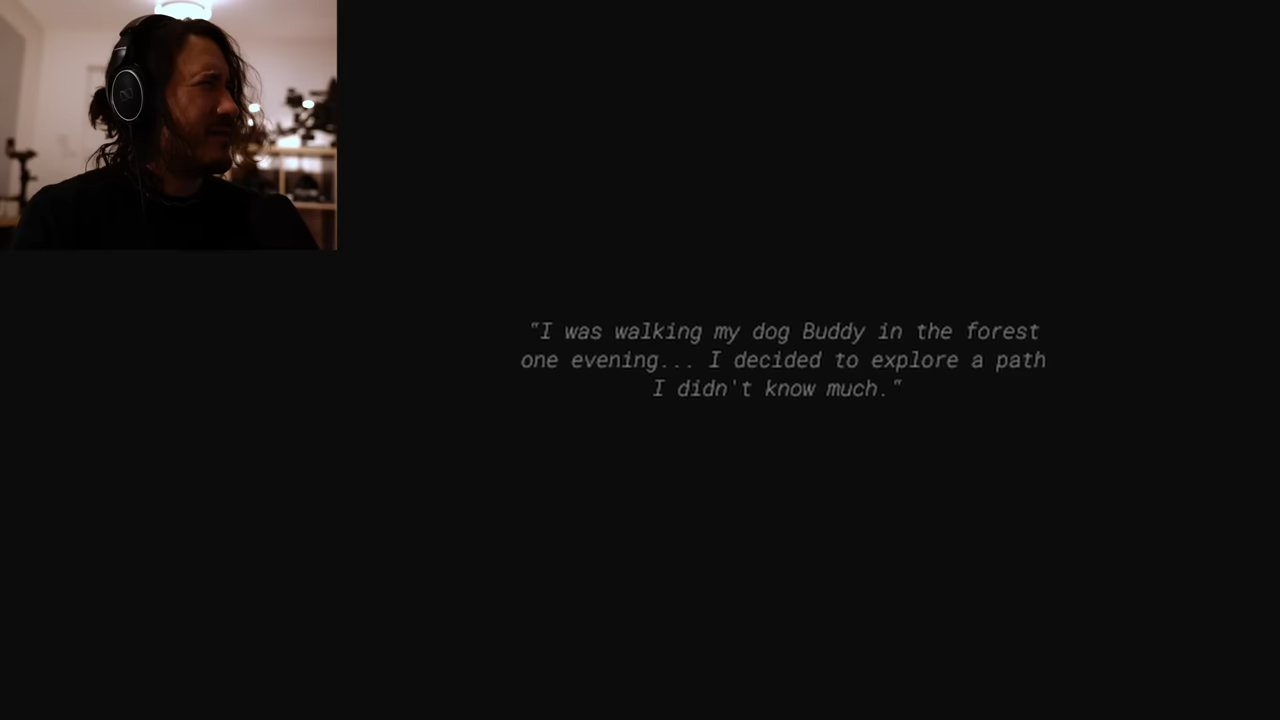 "I was walking my dog Buddy in the forest
one evening... I decided to explore a path
I didn't know much."